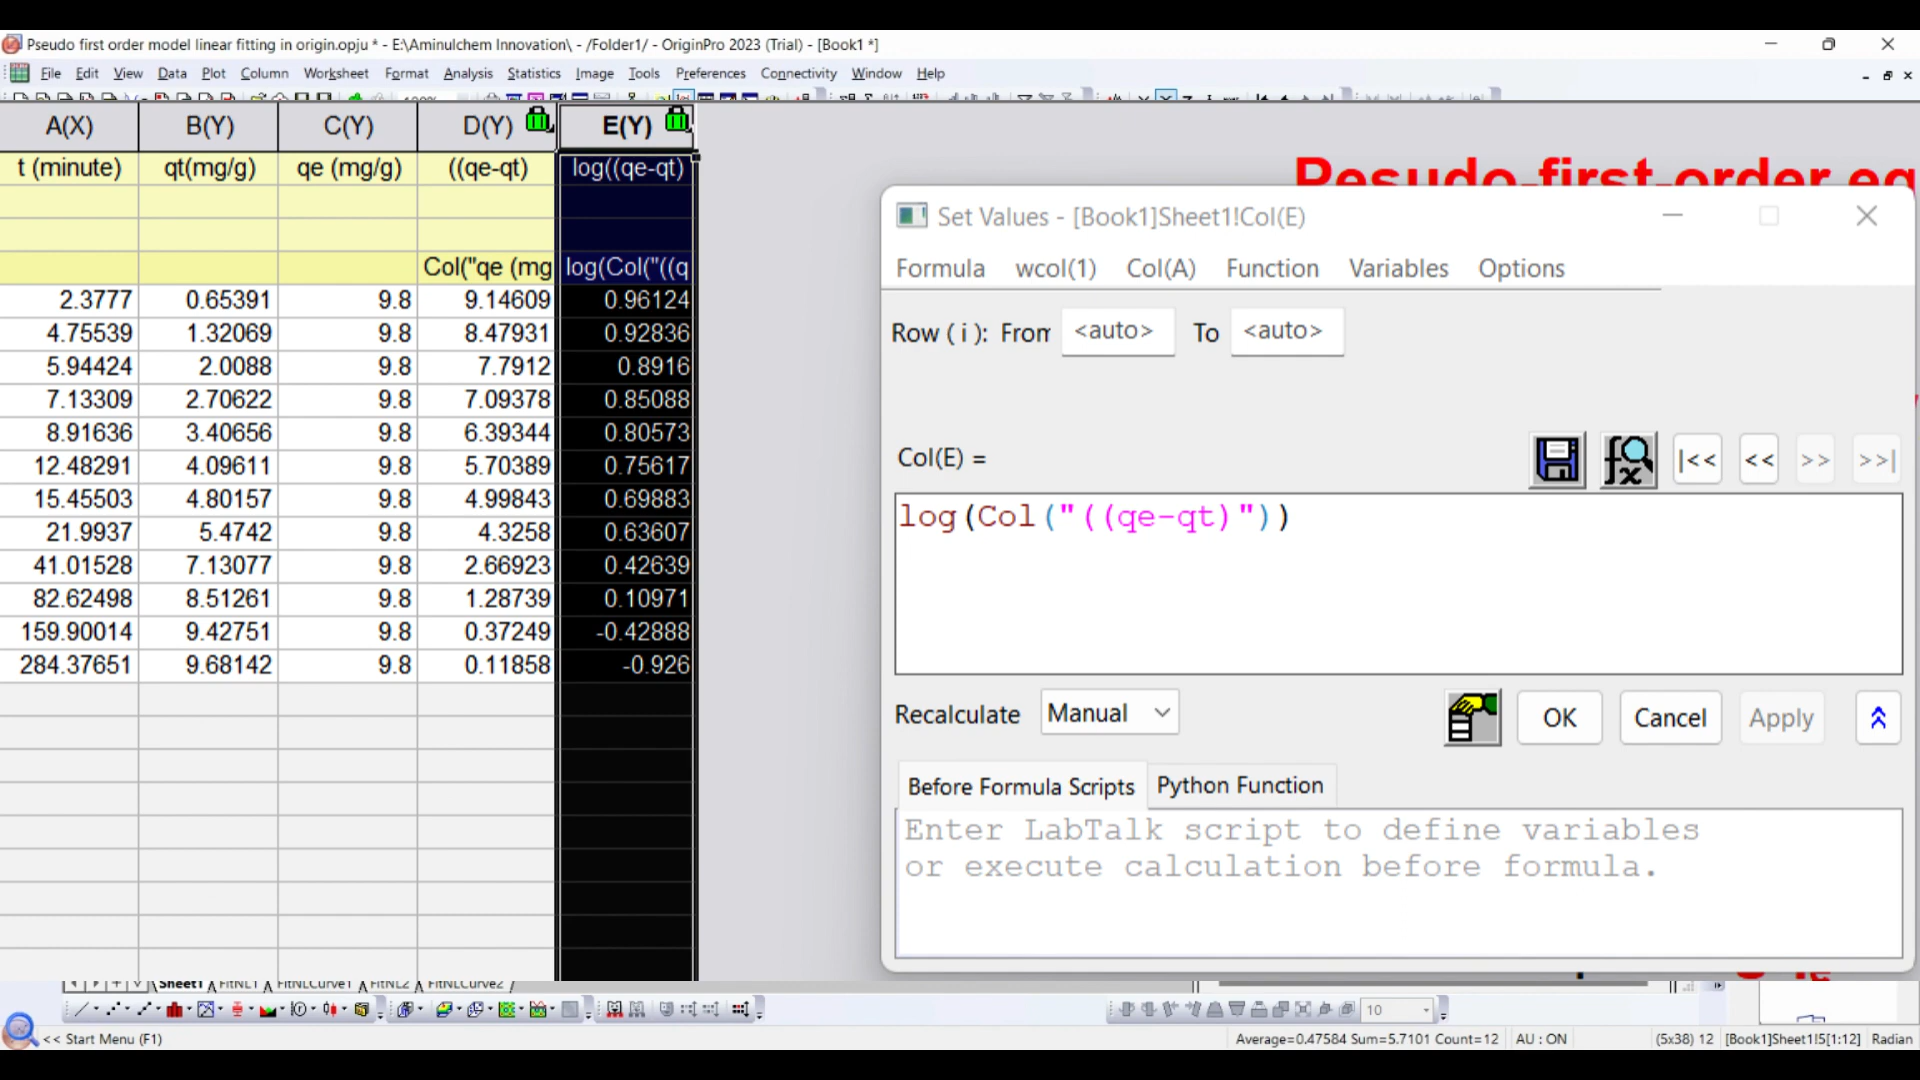 Pseudo first order model linear fitting in origin.opju * - E:\Aminulchem Innovation\ - /Folder1/ - OriginPro 2023 (Trial) - [Book1 *]
File Edit View Data Plot Column Worksheet Format Analysis Statistics Image Tools Preferences Connectivity Window Help
A(X) B(Y) C(Y) D(Y) E(Y)
t (minute) qt(mg/g) qe (mg/g) ((qe-qt) log((qe-qt)
Col("qe (mg log(Col("((q
2.3777 0.65391 9.8 9.14609 0.96124
4.75539 1.32069 9.8 8.47931 0.92836
5.94424 2.0088 9.8 7.7912 0.8916
7.13309 2.70622 9.8 7.09378 0.85088
8.91636 3.40656 9.8 6.39344 0.80573
12.48291 4.09611 9.8 5.70389 0.75617
15.45503 4.80157 9.8 4.99843 0.69883
21.9937 5.4742 9.8 4.3258 0.63607
41.01528 7.13077 9.8 2.66923 0.42639
82.62498 8.51261 9.8 1.28739 0.10971
159.90014 9.42751 9.8 0.37249 -0.42888
284.37651 9.68142 9.8 0.11858 -0.926
Pesudo-first-order eq
Set Values - [Book1]Sheet1!Col(E)
Formula wcol(1) Col(A) Function Variables Options
Row ( i ): From <auto> To <auto>
Col(E) =
|<< << >> >>|
log(Col("((qe-qt)"))
Recalculate Manual OK Cancel Apply
Before Formula Scripts Python Function
Enter LabTalk script to define variables
or execute calculation before formula.
Sheet1 FitNL1 FitNLCurve1 FitNL2 FitNLCurve2
10
<< Start Menu (F1) Average=0.47584 Sum=5.7101 Count=12 AU : ON (5x38) 12 [Book1]Sheet1!5[1:12] Radian